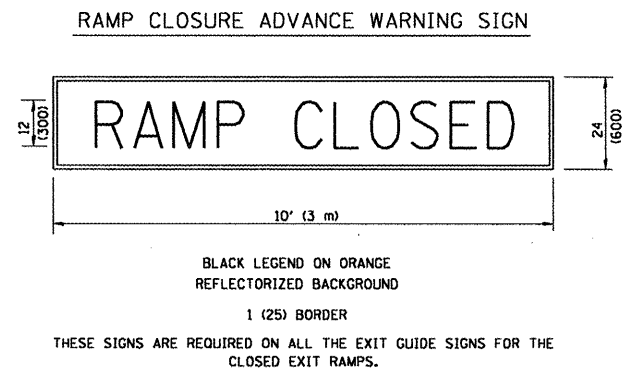 RAMP CLOSURE ADVANCE WARNING SIGN
RAMP CLOSED
12
(300)
24
(600)
10' (3 m)
BLACK LEGEND ON ORANGE
REFLECTORIZED BACKGROUND
1 (25) BORDER
THESE SIGNS ARE REQUIRED ON ALL THE EXIT GUIDE SIGNS FOR THE
CLOSED EXIT RAMPS.